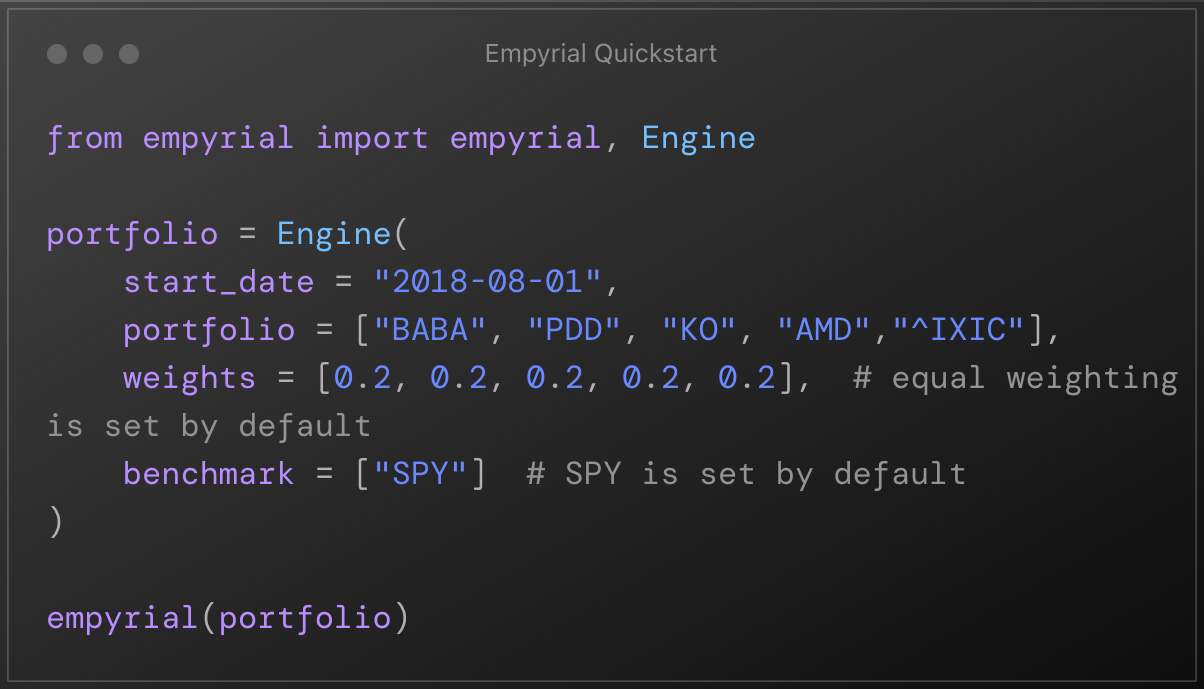 Empyrial Quickstart
from empyrial import empyrial, Engine
portfolio = Engine(
    start_date = "2018-08-01",
    portfolio = ["BABA", "PDD", "KO", "AMD","^IXIC"],
    weights = [0.2, 0.2, 0.2, 0.2, 0.2],  # equal weighting
is set by default
    benchmark = ["SPY"]  # SPY is set by default
)
empyrial(portfolio)